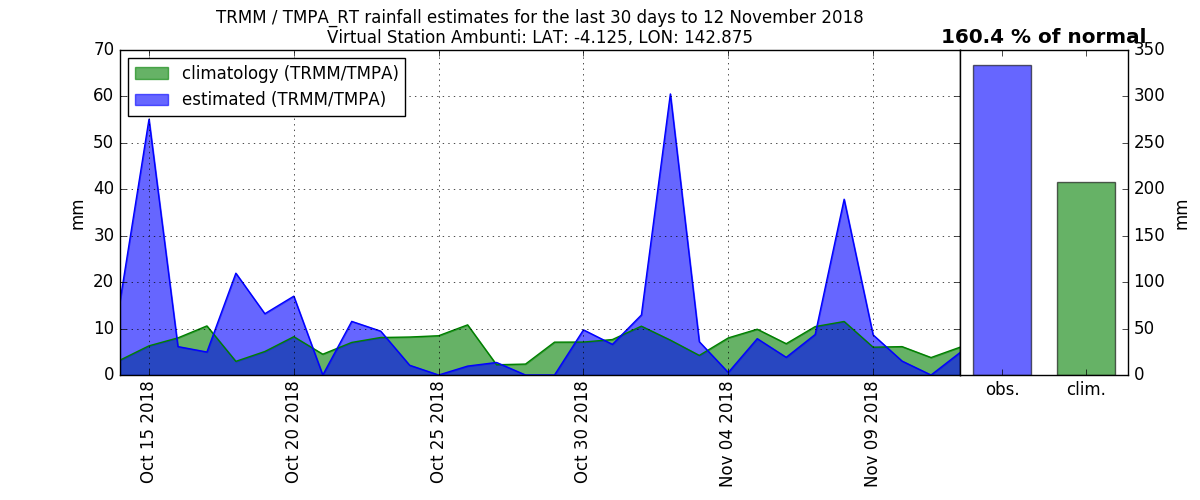 TRMM / TMPA_RT rainfall estimates for the last 30 days to 12 November 2018
Virtual Station Ambunti: LAT: -4.125, LON: 142.875
160.4 % of normal
climatology (TRMM/TMPA)
estimated (TRMM/TMPA)
70
60
50
40
30
20
10
0
mm
Oct 15 2018
Oct 20 2018
Oct 25 2018
Oct 30 2018
Nov 04 2018
Nov 09 2018
obs.
clim.
350
300
250
200
150
100
50
0
mm